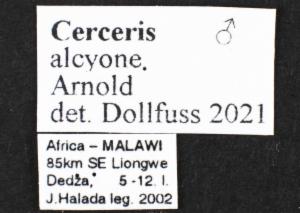 Cerceris ♂
alcyone.
Arnold
det. Dollfuss 2021
Africa – MALAWI
85km SE Liongwe
Dedža, 5 -12. I.
J.Halada leg. 2002